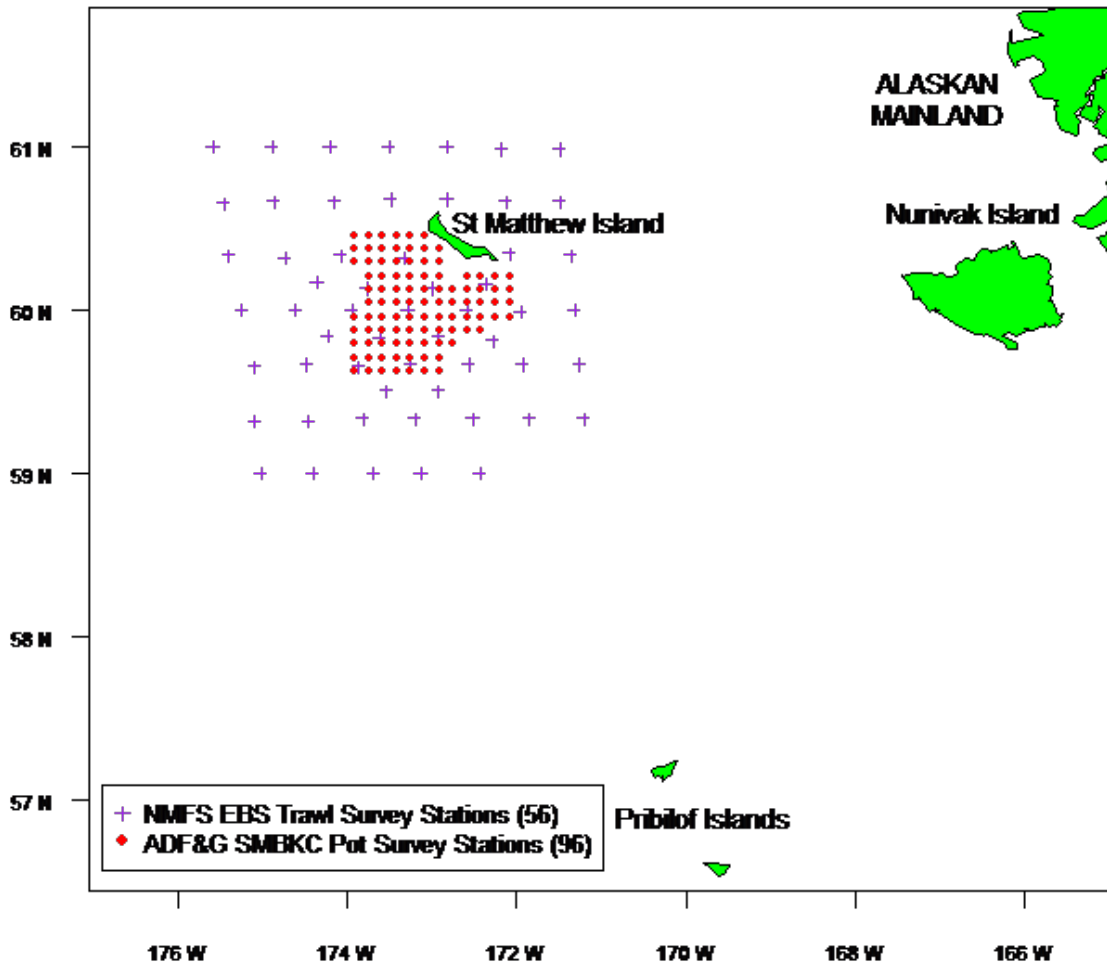 ALASKAN
MAINLAND
61 N
St Matthew Island
Nunivak Island
60 N
59 N
58 N
57 N
NMFS EBS Trawl Survey Stations (56)
Pribilof Islands
ADF&G SMBKC Pot Survey Stations (96)
176 W
174 W
172 W
170 W
168 W
166 W